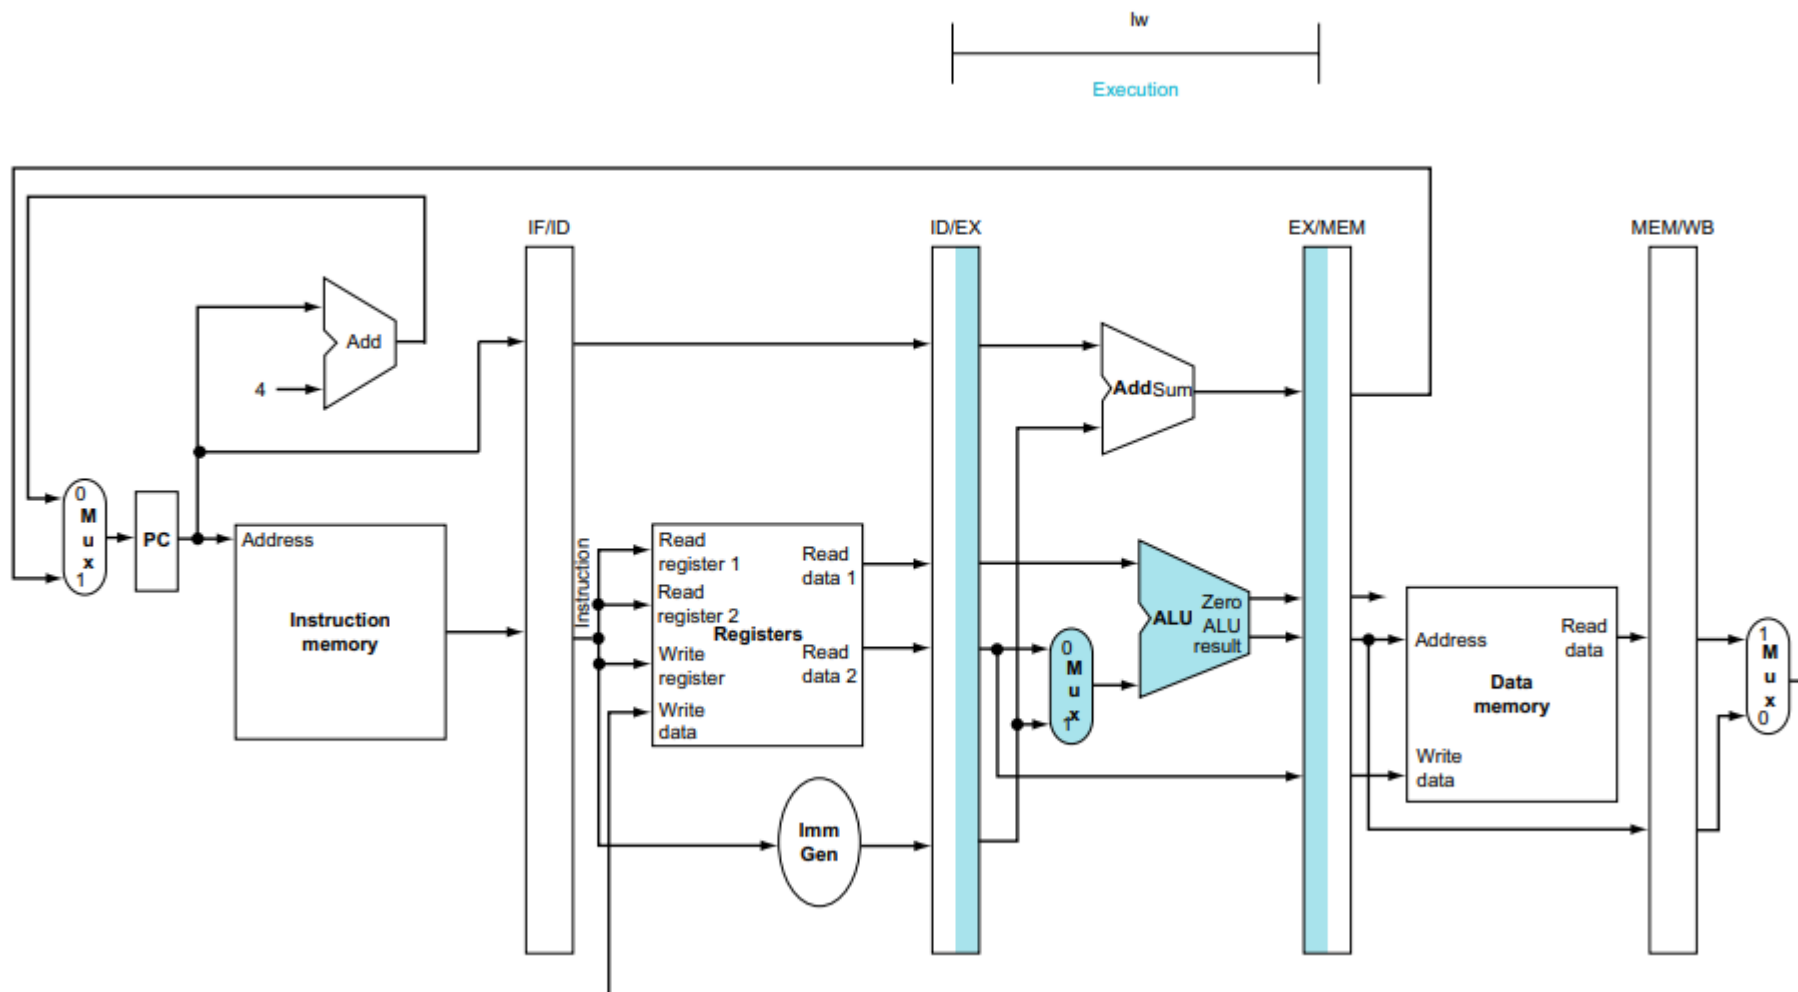 lw
Execution
IF/ID
ID/EX
EX/MEM
MEM/WB
Add
4
Add Sum
0
M
u
x
1
PC
Address
Instruction
memory
Instruction
Read
register 1
Read
register 2
Write
register
Write
data
Registers
Read
data 1
Read
data 2
Imm
Gen
0
M
u
x
1
ALU
Zero
ALU
result
Address
Read
data
Data
memory
Write
data
1
M
u
x
0